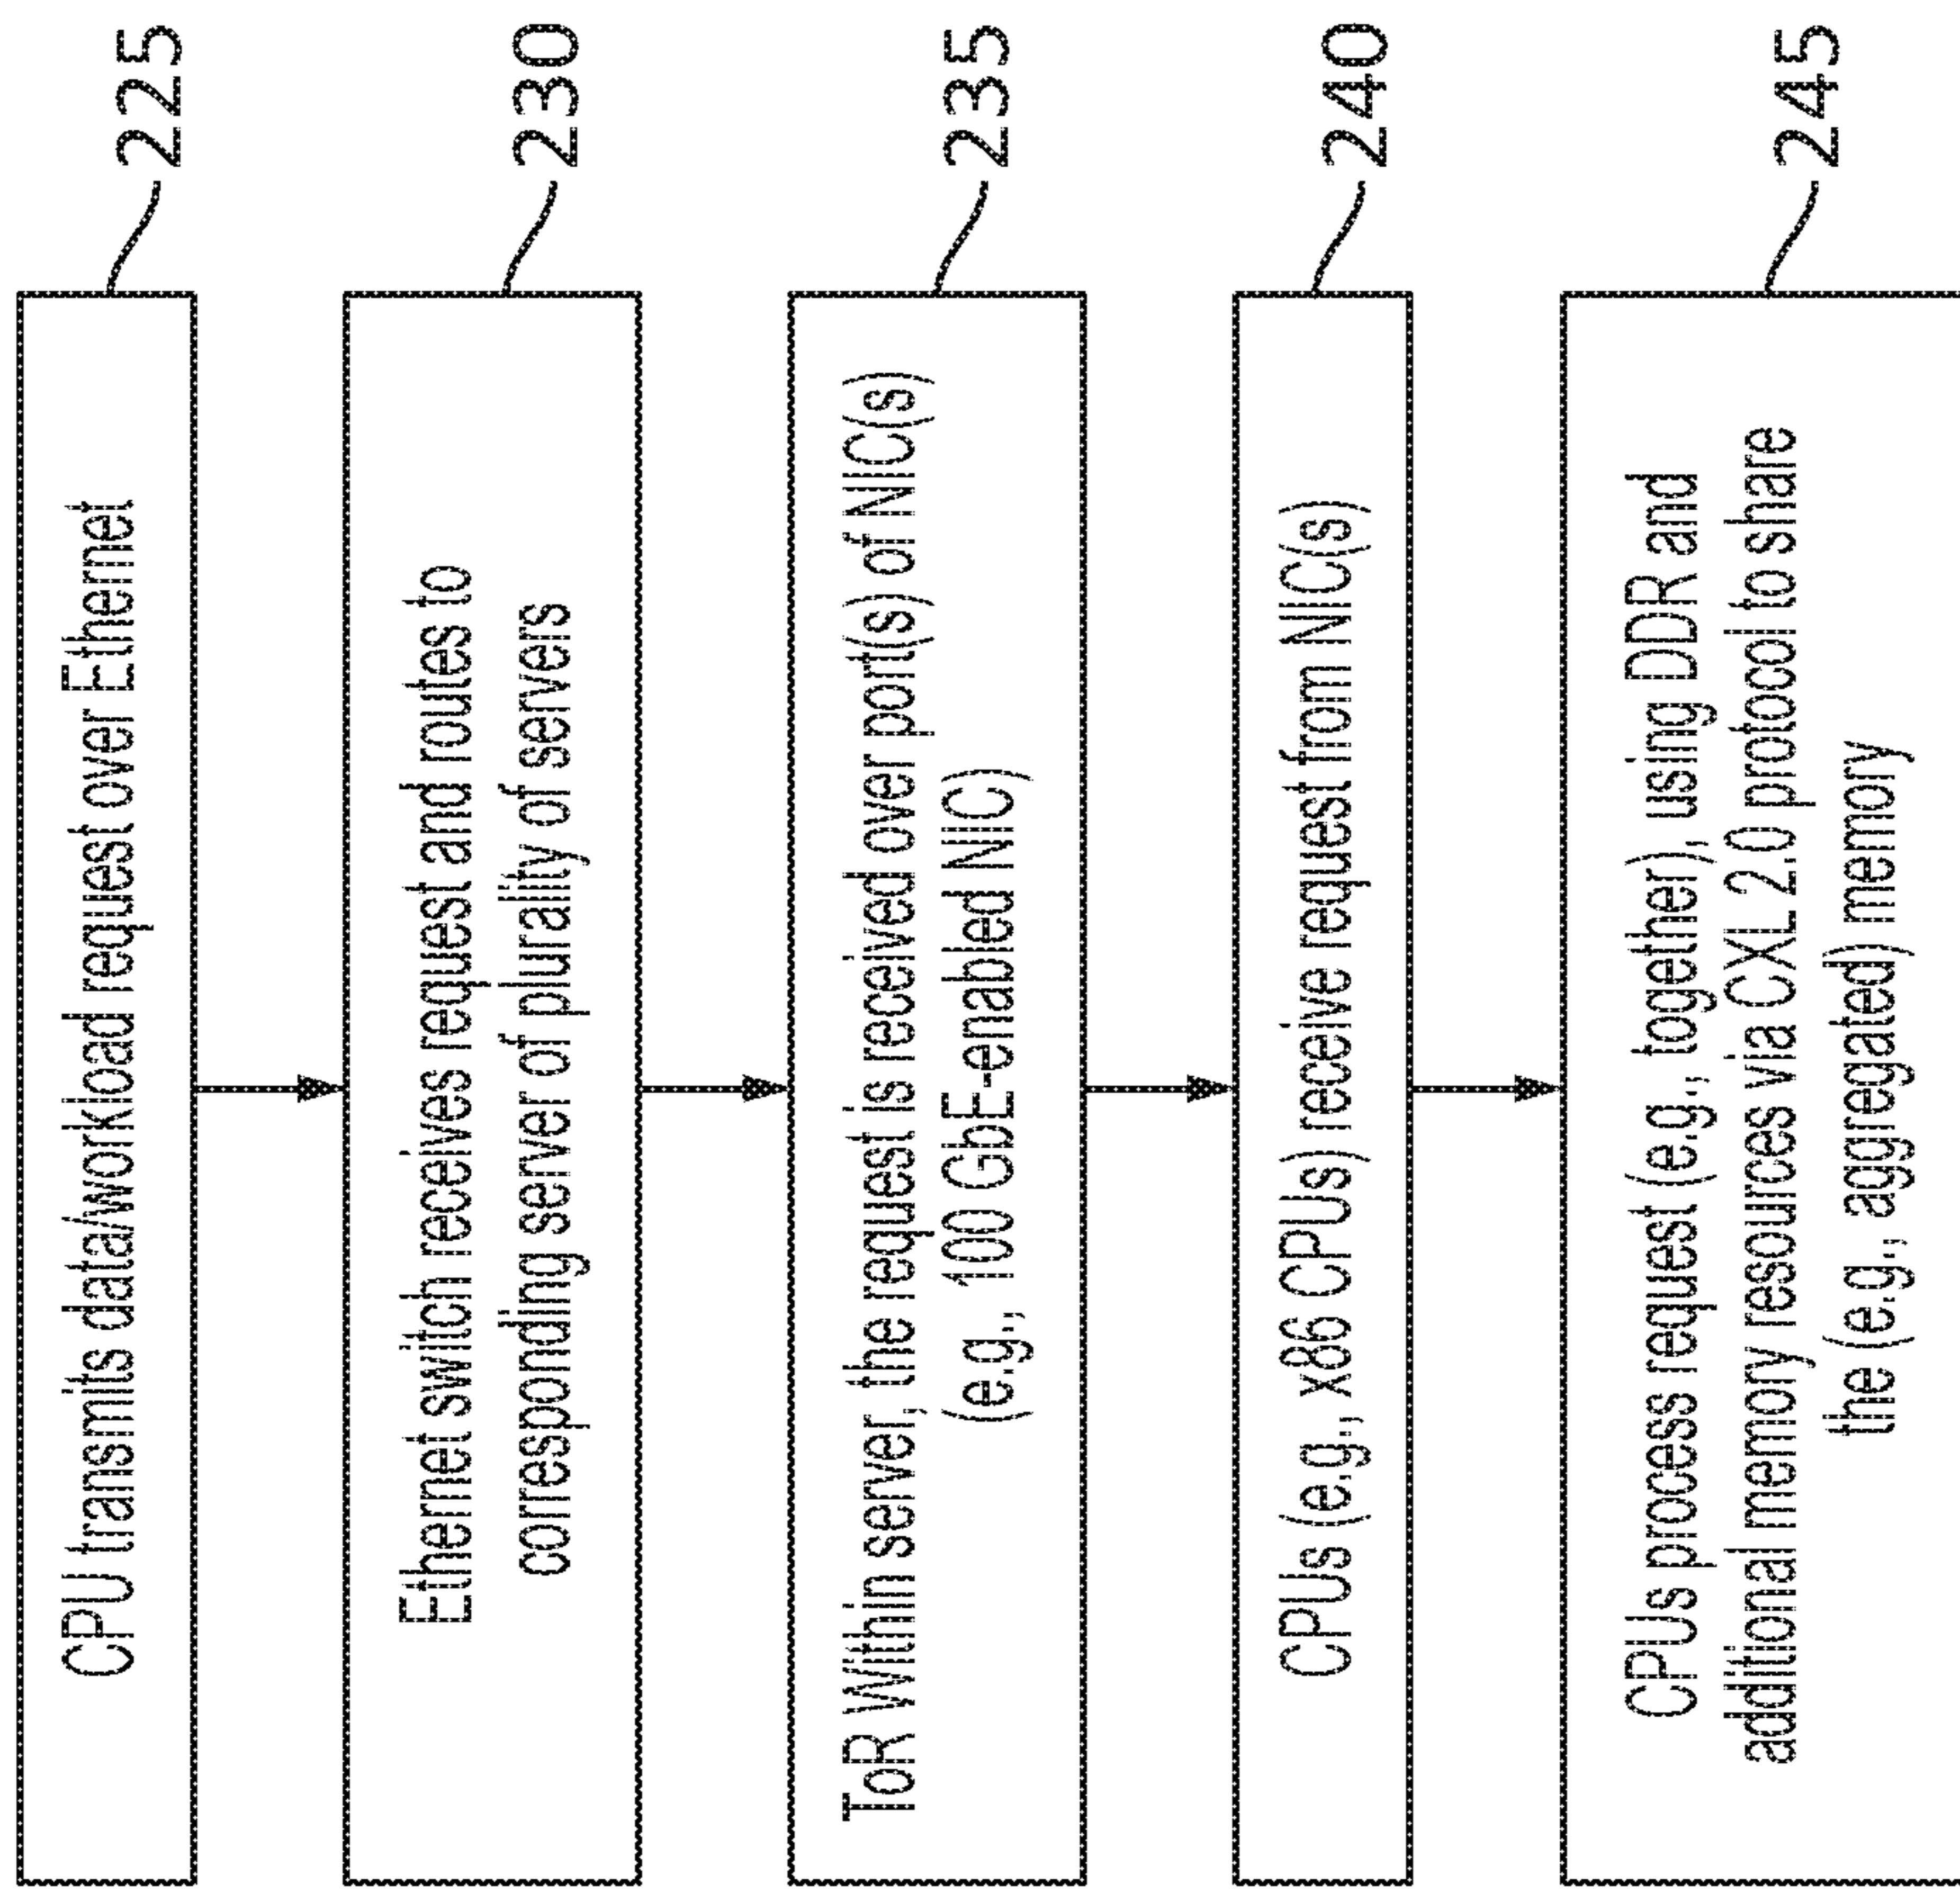 CPU transmits data/workload request over Ethernet
225
Ethernet switch receives request and routes to
corresponding server of plurality of servers
230
ToR Within server, the request is received over port(s) of NIC(s)
(e.g., 100 GbE-enabled NIC)
235
CPUs (e.g., x86 CPUs) receive request from NIC(s)
240
CPUs process request (e.g., together), using DDR and
additional memory resources via CXL 2.0 protocol to share
the (e.g., aggregated) memory
245